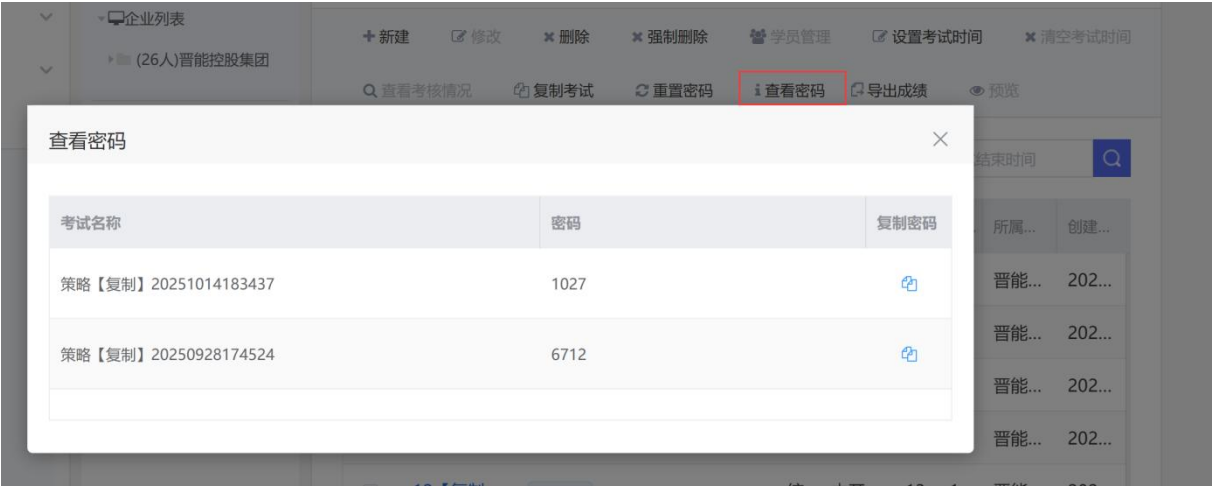 企业列表
(26人)晋能控股集团
新建 修改 删除 强制删除 学员管理 设置考试时间 清空考试时间
查看考核情况 复制考试 重置密码 查看密码 导出成绩 预览
查看密码
结束时间
考试名称 密码 复制密码
所属... 创建...
策略【复制】20251014183437 1027
晋能... 202...
晋能... 202...
策略【复制】20250928174524 6712
晋能... 202...
晋能... 202...